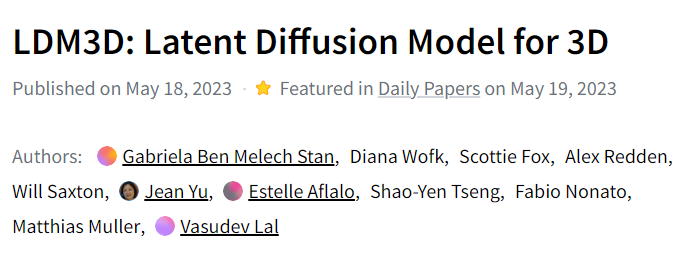 LDM3D: Latent Diffusion Model for 3D
Published on May 18, 2023 · Featured in Daily Papers on May 19, 2023
Authors: Gabriela Ben Melech Stan, Diana Wofk, Scottie Fox, Alex Redden,
Will Saxton, Jean Yu, Estelle Aflalo, Shao-Yen Tseng, Fabio Nonato,
Matthias Muller, Vasudev Lal